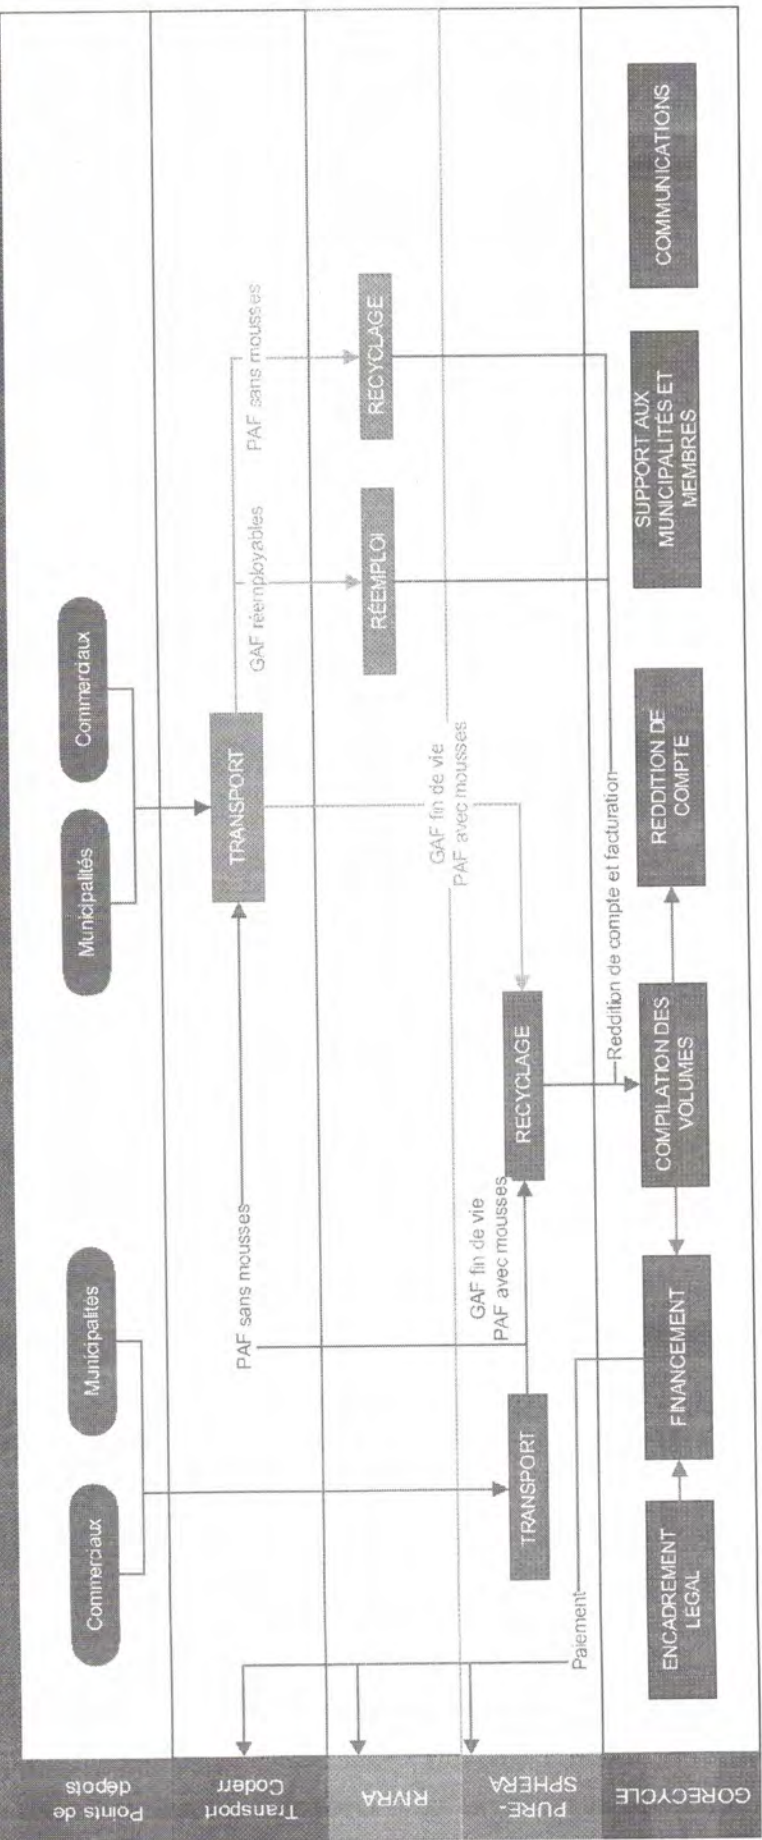 Points de
dépôts
Commerciaux
Municipalités
Municipalités
Commerciaux
Transport
Coderr
PAF sans mousses
TRANSPORT
GAF réemployables
PAF sans mousses
RIVRA
RÉEMPLOI
RECYCLAGE
PURE-
SPHERA
TRANSPORT
GAF fin de vie
PAF avec mousses
RECYCLAGE
GAF fin de vie
PAF avec mousses
GORECYCLE
Paiement
Reddition de compte et facturation
ENCADREMENT
LÉGAL
FINANCEMENT
COMPILATION DES
VOLUMES
REDDITION DE
COMPTE
SUPPORT AUX
MUNICIPALITÉS ET
MEMBRES
COMMUNICATIONS